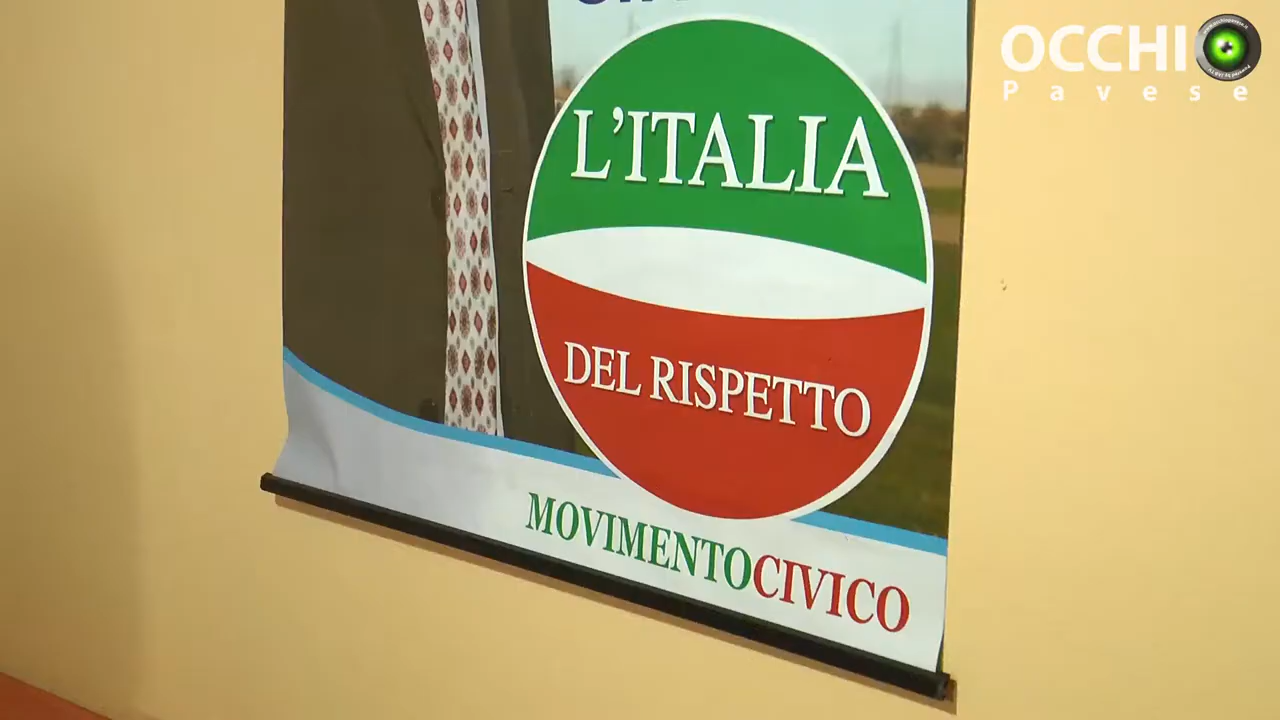 OCCHIO
Pavese
L'ITALIA
DEL RISPETTO
MOVIMENTOCIVICO